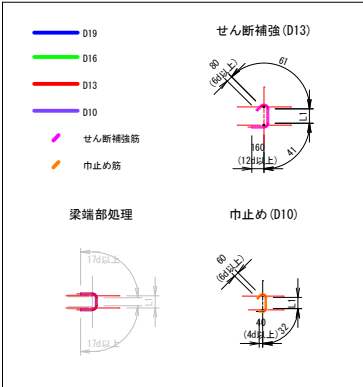 D19
D16
D13
D10
せん断補強筋
巾止め筋
せん断補強(D13)
80
(6d以上)
61
L1
160
(12d以上)
41
梁端部処理
17d以上
L1
17d以上
巾止め(D10)
60
(6d以上)
L1
40
(4d以上)
32